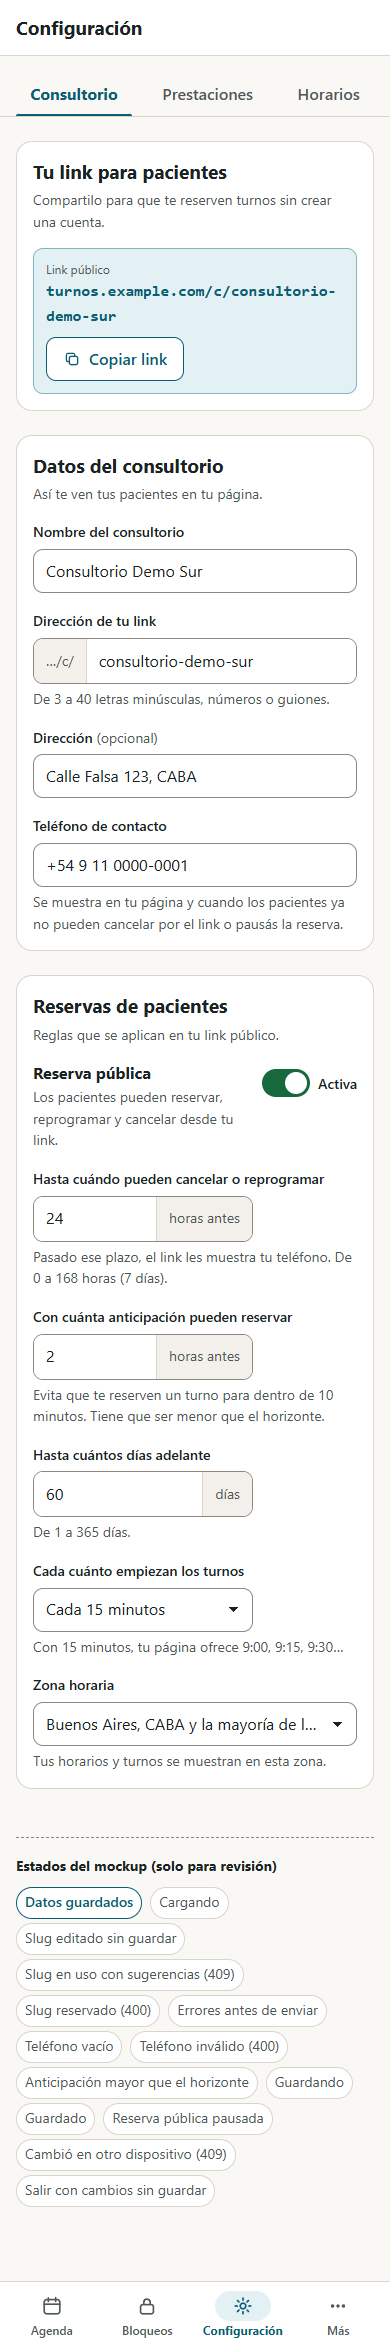 Configuración
Consultorio
Prestaciones
Horarios
Tu link para pacientes
Compartilo para que te reserven turnos sin crear
una cuenta.
Link público
turnos.example.com/c/consultorio-
demo-sur
Copiar link
Datos del consultorio
Así te ven tus pacientes en tu página.
Nombre del consultorio
Consultorio Demo Sur
Dirección de tu link
.../c/ consultorio-demo-sur
De 3 a 40 letras minúsculas, números o guiones.
Dirección (opcional)
Calle Falsa 123, CABA
Teléfono de contacto
+54 9 11 0000-0001
Se muestra en tu página y cuando los pacientes ya
no pueden cancelar por el link o pausás la reserva.
Reservas de pacientes
Reglas que se aplican en tu link público.
Reserva pública
Los pacientes pueden reservar,
reprogramar y cancelar desde tu
link.
Activa
Hasta cuándo pueden cancelar o reprogramar
24 horas antes
Pasado ese plazo, el link les muestra tu teléfono. De
0 a 168 horas (7 días).
Con cuánta anticipación pueden reservar
2 horas antes
Evita que te reserven un turno para dentro de 10
minutos. Tiene que ser menor que el horizonte.
Hasta cuántos días adelante
60 días
De 1 a 365 días.
Cada cuánto empiezan los turnos
Cada 15 minutos
Con 15 minutos, tu página ofrece 9:00, 9:15, 9:30...
Zona horaria
Buenos Aires, CABA y la mayoría de l...
Tus horarios y turnos se muestran en esta zona.
Estados del mockup (solo para revisión)
Datos guardados
Cargando
Slug editado sin guardar
Slug en uso con sugerencias (409)
Slug reservado (400)
Errores antes de enviar
Teléfono vacío
Teléfono inválido (400)
Anticipación mayor que el horizonte
Guardando
Guardado
Reserva pública pausada
Cambió en otro dispositivo (409)
Salir con cambios sin guardar
Agenda
Bloqueos
Configuración
Más